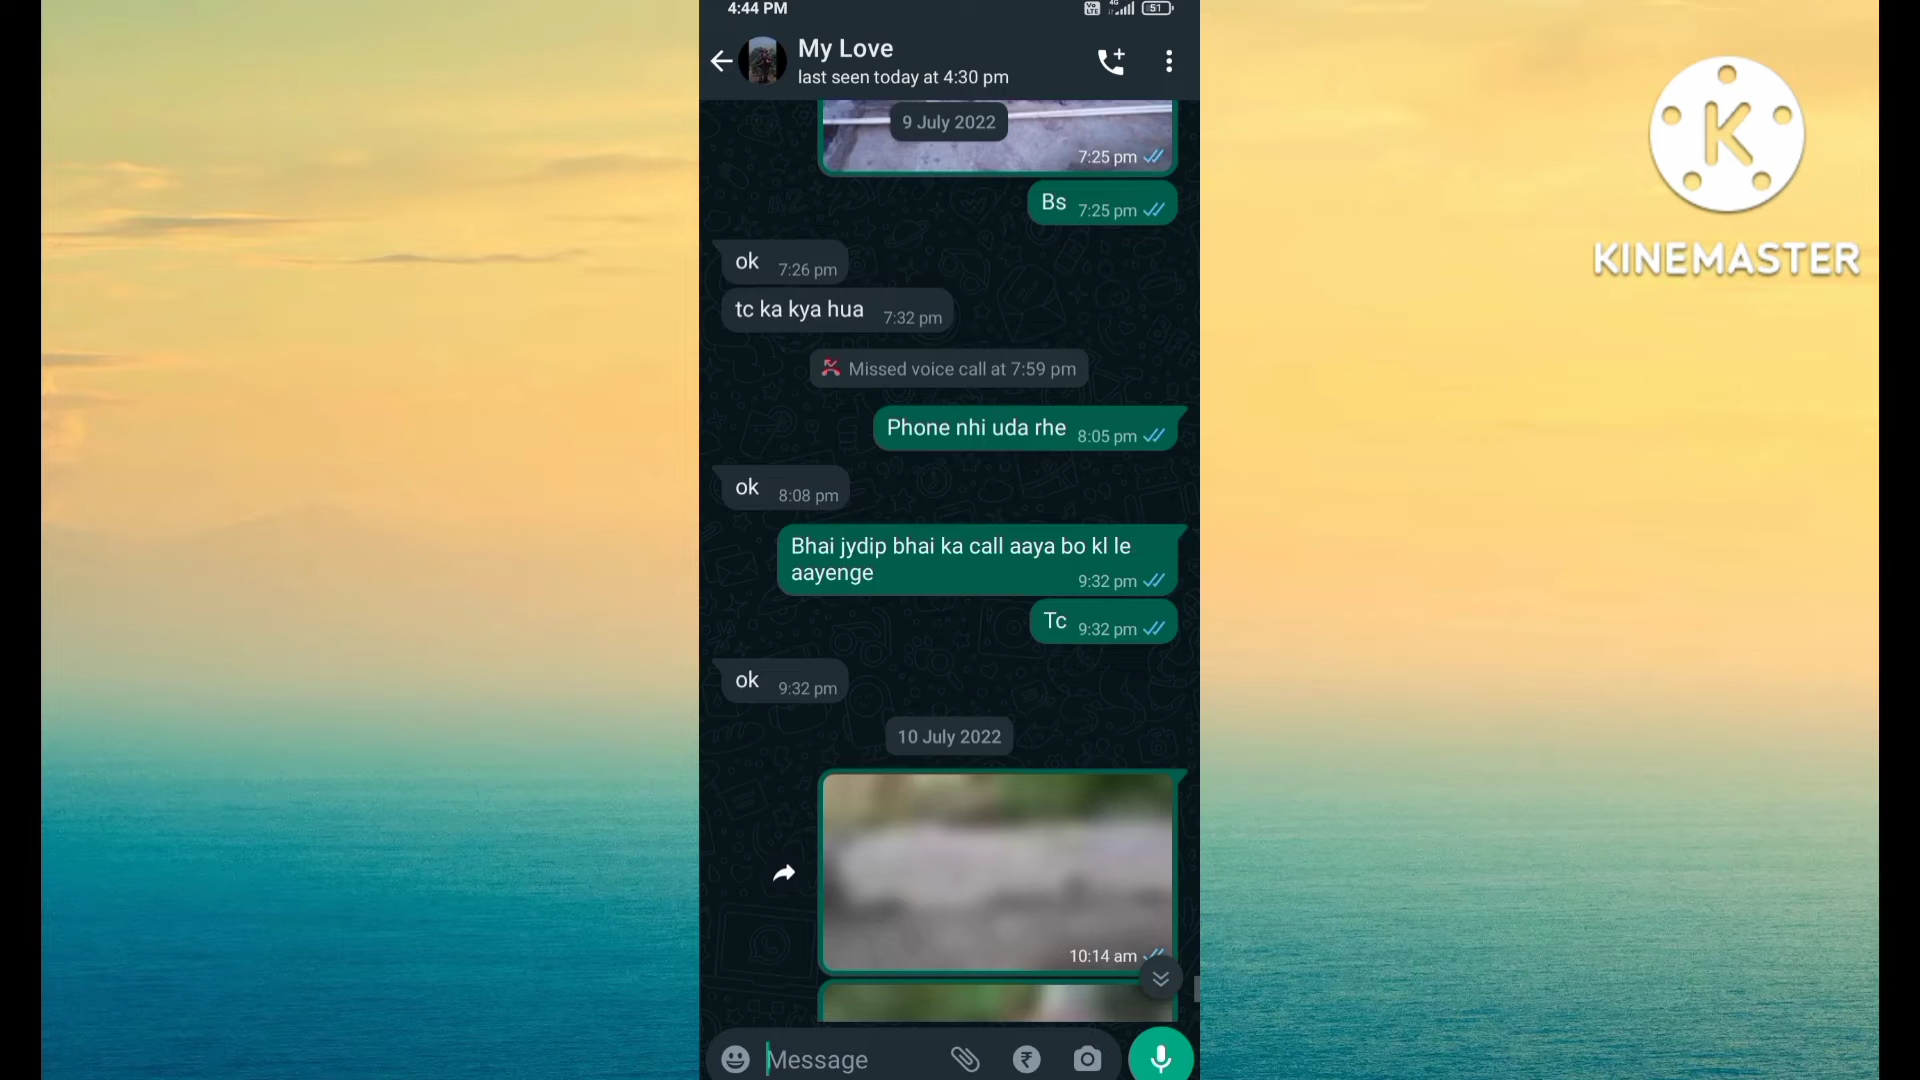 4:44 PM
Vo LTE
4G
51
My Love
last seen today at 4:30 pm
9 July 2022
7:25 pm
Bs 7:25 pm
ok 7:26 pm
tc ka kya hua 7:32 pm
Missed voice call at 7:59 pm
Phone nhi uda rhe 8:05 pm
ok 8:08 pm
Bhai jydip bhai ka call aaya bo kl le
aayenge 9:32 pm
Tc 9:32 pm
ok 9:32 pm
10 July 2022
10:14 am
Message
₹
K
KINEMASTER